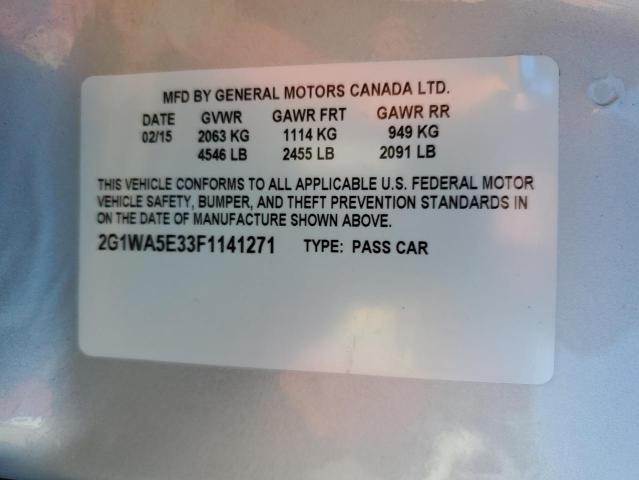 MFD BY GENERAL MOTORS CANADA LTD.
DATE GVWR GAWR FRT GAWR RR
02/15 2063 KG 1114 KG 949 KG
4546 LB 2455 LB 2091 LB
THIS VEHICLE CONFORMS TO ALL APPLICABLE U.S. FEDERAL MOTOR
VEHICLE SAFETY, BUMPER, AND THEFT PREVENTION STANDARDS IN
ON THE DATE OF MANUFACTURE SHOWN ABOVE.
2G1WA5E33F1141271 TYPE: PASS CAR